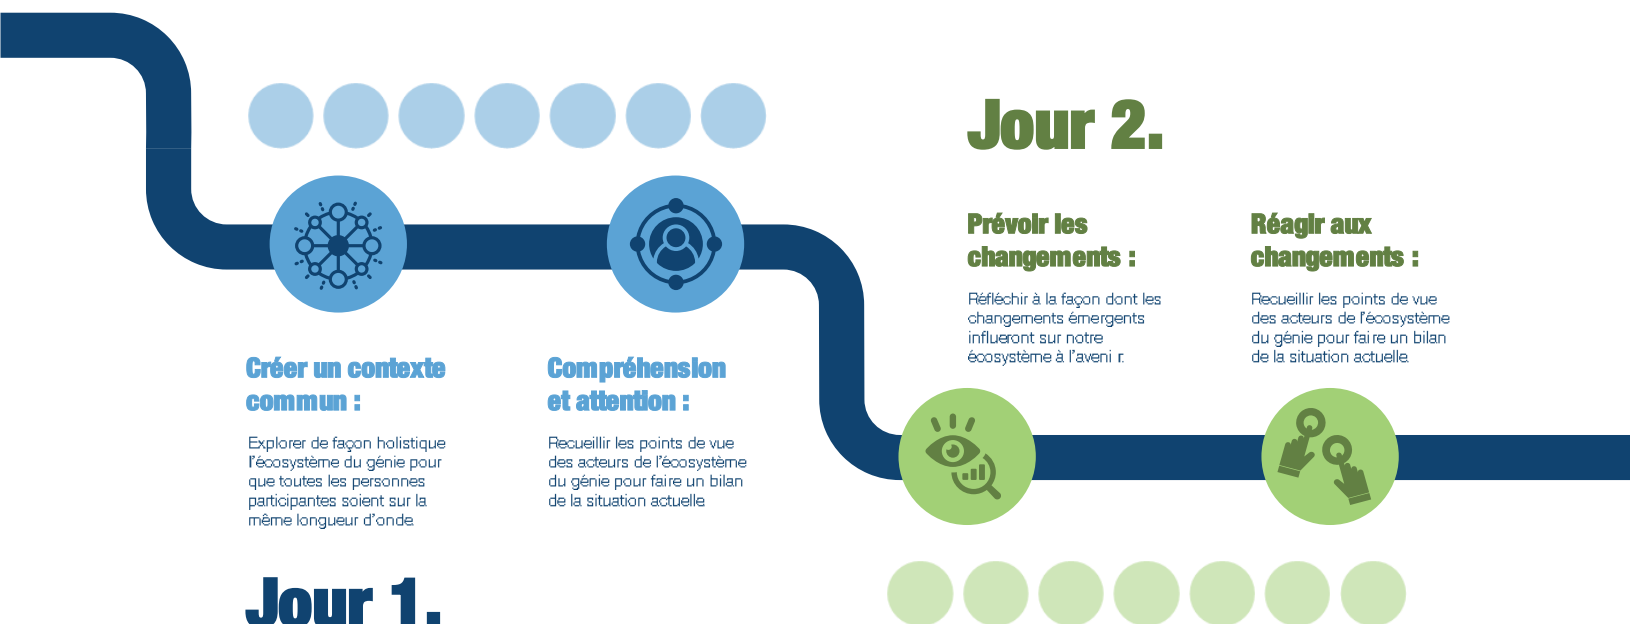 Créer un contexte
commun :
Explorer de façon holistique
l'écosystème du génie pour
que toutes les personnes
participantes soient sur la
même longueur d'onde.
Compréhension
et attention :
Recueillir les points de vue
des acteurs de l'écosystème
du génie pour faire un bilan
de la situation actuelle.
Jour 1.
Jour 2.
Prévoir les
changements :
Réfléchir à la façon dont les
changements émergents
influeront sur notre
écosystème à l'aveni r.
Réagir aux
changements :
Recueillir les points de vue
des acteurs de l'écosystème
du génie pour faire un bilan
de la situation actuelle.